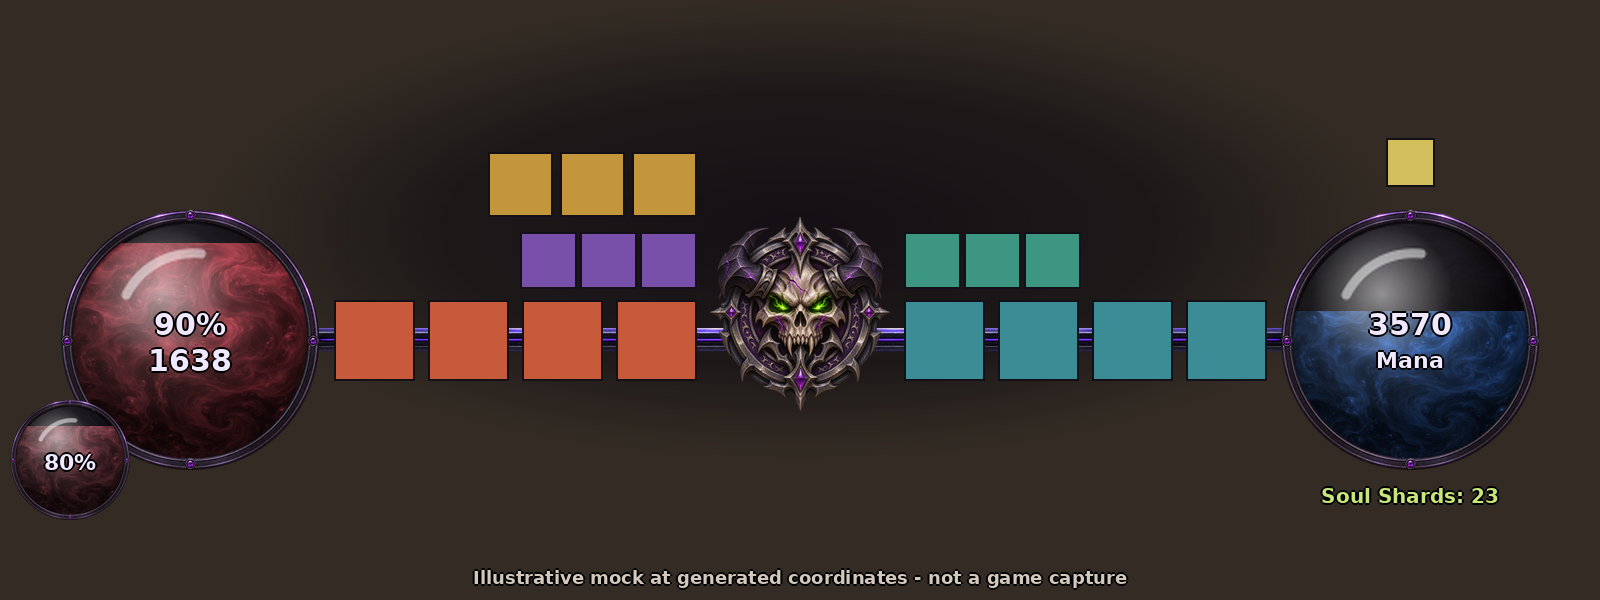 90%
1638
80%
3570
Mana
Soul Shards: 23
Illustrative mock at generated coordinates - not a game capture